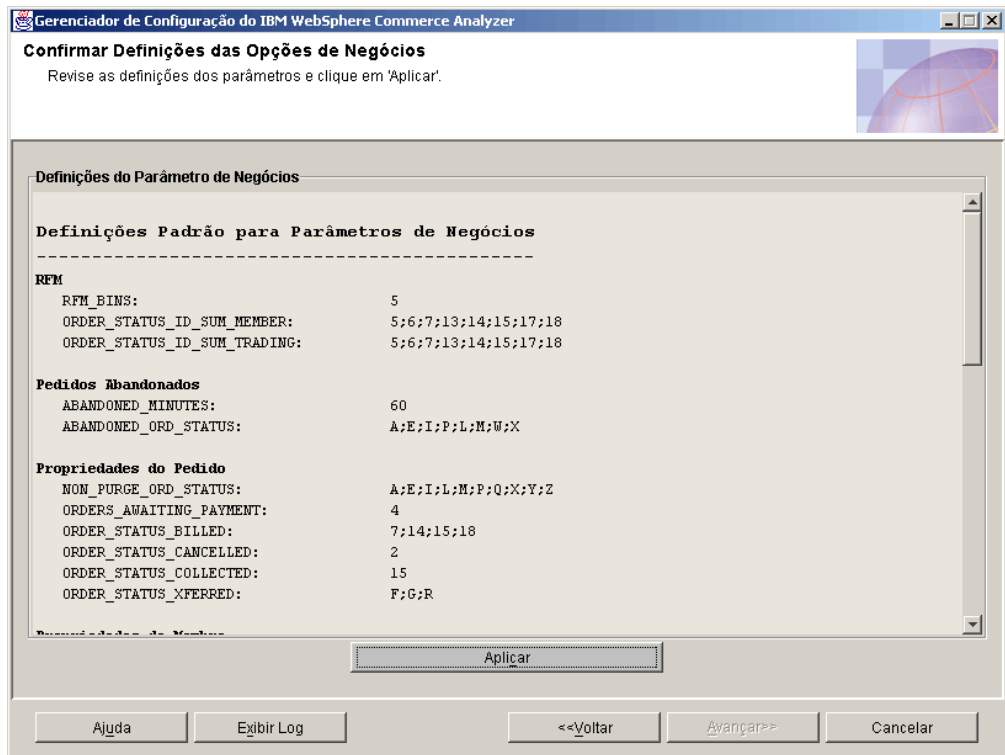 Gerenciador de Configuração do IBM WebSphere Commerce Analyzer
Confirmar Definições das Opções de Negócios
Revise as definições dos parâmetros e clique em 'Aplicar'.
Definições do Parâmetro de Negócios
Definições Padrão para Parâmetros de Negócios
----------------------------------------------
RFM
RFM_BINS: 5
ORDER_STATUS_ID_SUM_MEMBER: 5;6;7;13;14;15;17;18
ORDER_STATUS_ID_SUM_TRADING: 5;6;7;13;14;15;17;18
Pedidos Abandonados
ABANDONED_MINUTES: 60
ABANDONED_ORD_STATUS: A;E;I;P;L;M;W;X
Propriedades do Pedido
NON_PURGE_ORD_STATUS: A;E;I;L;M;P;Q;X;Y;Z
ORDERS_AWAITING_PAYMENT: 4
ORDER_STATUS_BILLED: 7;14;15;18
ORDER_STATUS_CANCELLED: 2
ORDER_STATUS_COLLECTED: 15
ORDER_STATUS_XFERRED: F;G;R
Aplicar
Ajuda Exibir Log <<Voltar Avançar>> Cancelar